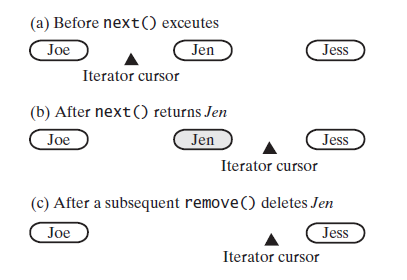 (a) Before next() exceutes
Joe Jen Jess
Iterator cursor
(b) After next() returns Jen
Joe Jen Jess
Iterator cursor
(c) After a subsequent remove() deletes Jen
Joe Jess
Iterator cursor